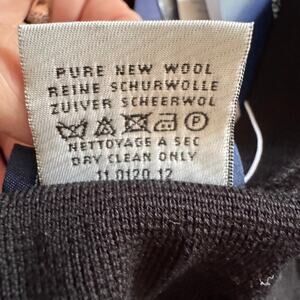 PURE NEW WOOL
REINE SCHURWOLLE
ZUIVER SCHEERWOL
P
NETTOYAGE A SEC
DRY CLEAN ONLY
11.0120.12